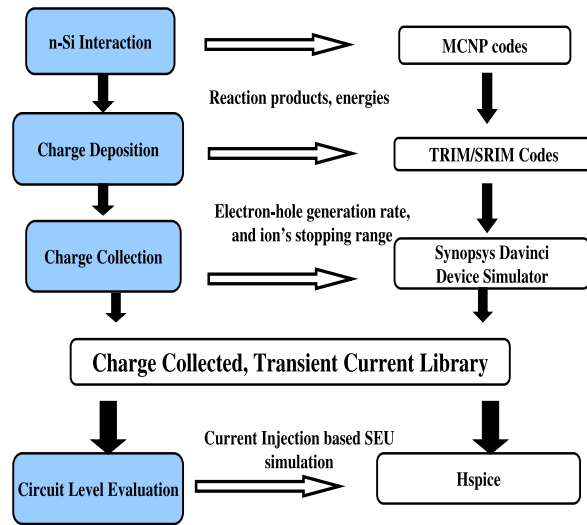 n-Si Interaction
MCNP codes
Reaction products, energies
Charge Deposition
TRIM/SRIM Codes
Electron-hole generation rate,
and ion's stopping range
Charge Collection
Synopsys Davinci
Device Simulator
Charge Collected, Transient Current Library
Current Injection based SEU
simulation
Circuit Level Evaluation
Hspice